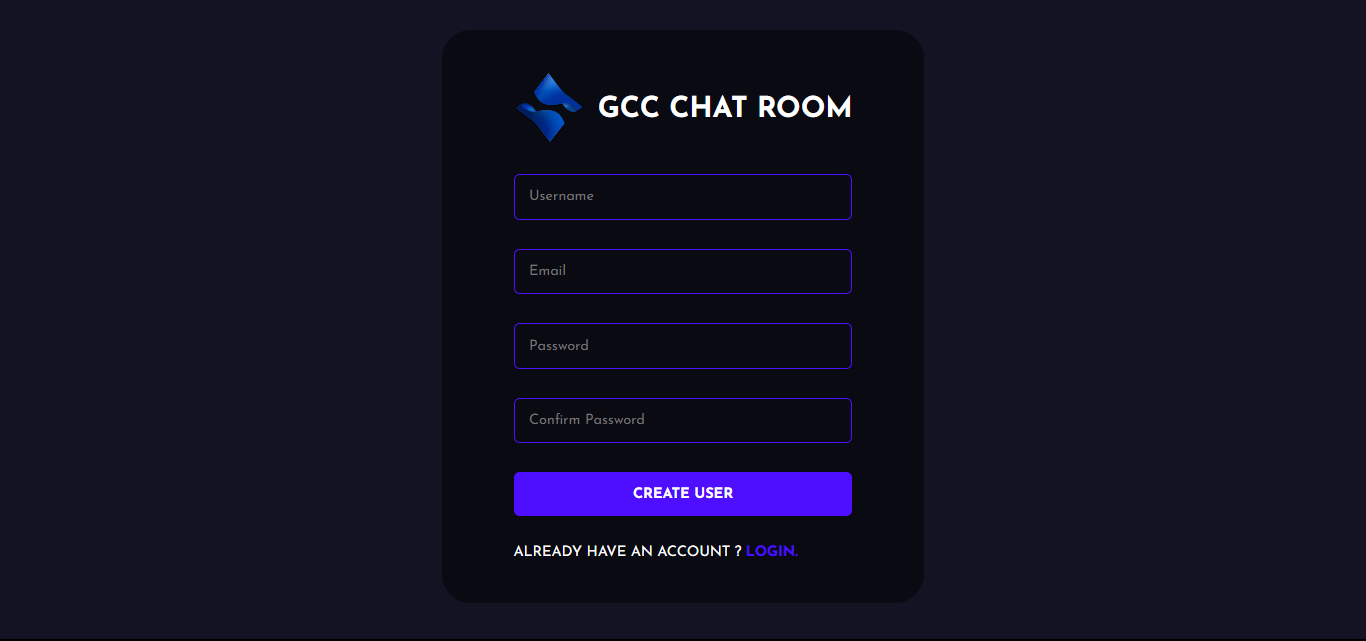 GCC CHAT ROOM
Username
Email
Password
Confirm Password
CREATE USER
ALREADY HAVE AN ACCOUNT ? LOGIN.